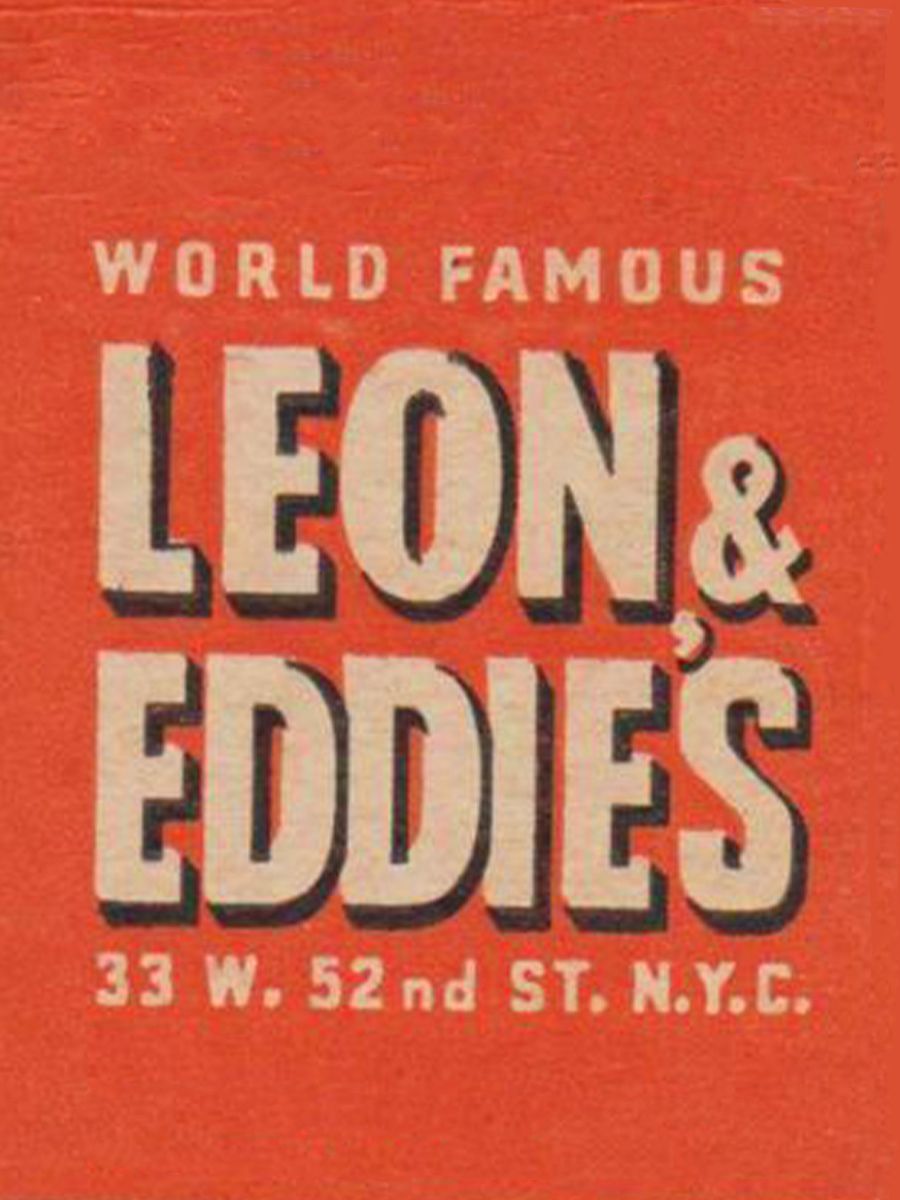 WORLD FAMOUS
LEON &
EDDIE'S
33 W. 52nd ST. N.Y.C.